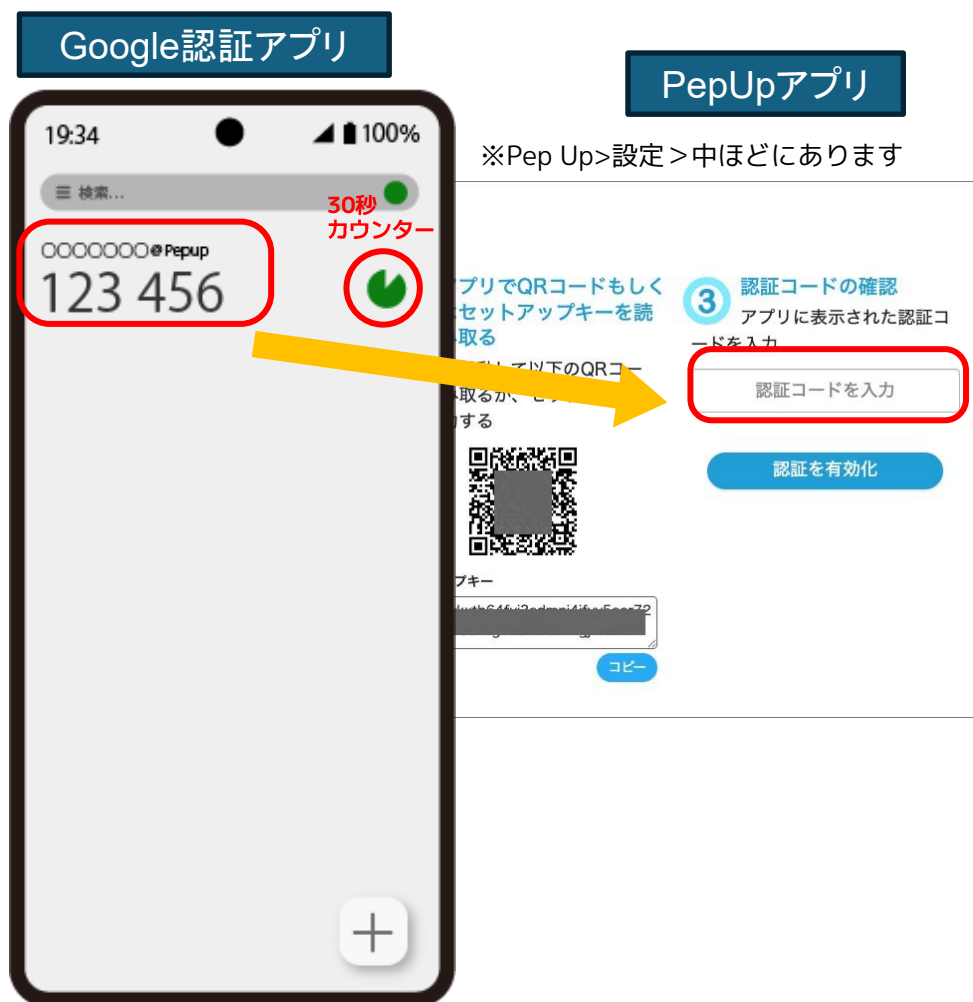 Google認証アプリ
PepUpアプリ
※Pep Up>設定＞中ほどにあります
19:34
100%
検索...
30秒
カウンター
〇〇〇〇〇〇〇@Pepup
123 456
プリでQRコードもしく
セットアップキーを読
取る
以下のQRコー
取るか、
する
プキー
コピー
3
認証コードの確認
アプリに表示された認証コ
ードを入力
認証コードを入力
認証を有効化